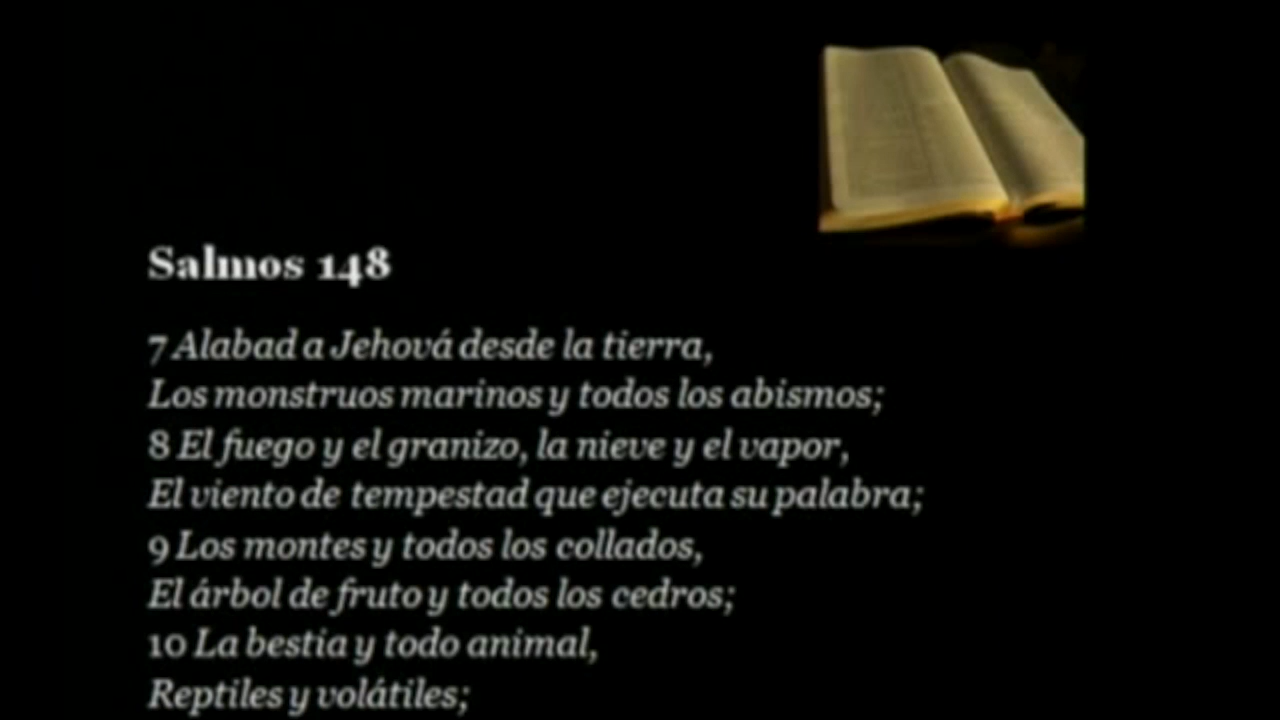 Salmos 148
7 Alabad a Jehová desde la tierra,
Los monstruos marinos y todos los abismos;
8 El fuego y el granizo, la nieve y el vapor,
El viento de tempestad que ejecuta su palabra;
9 Los montes y todos los collados,
El árbol de fruto y todos los cedros;
10 La bestia y todo animal,
Reptiles y volátiles;